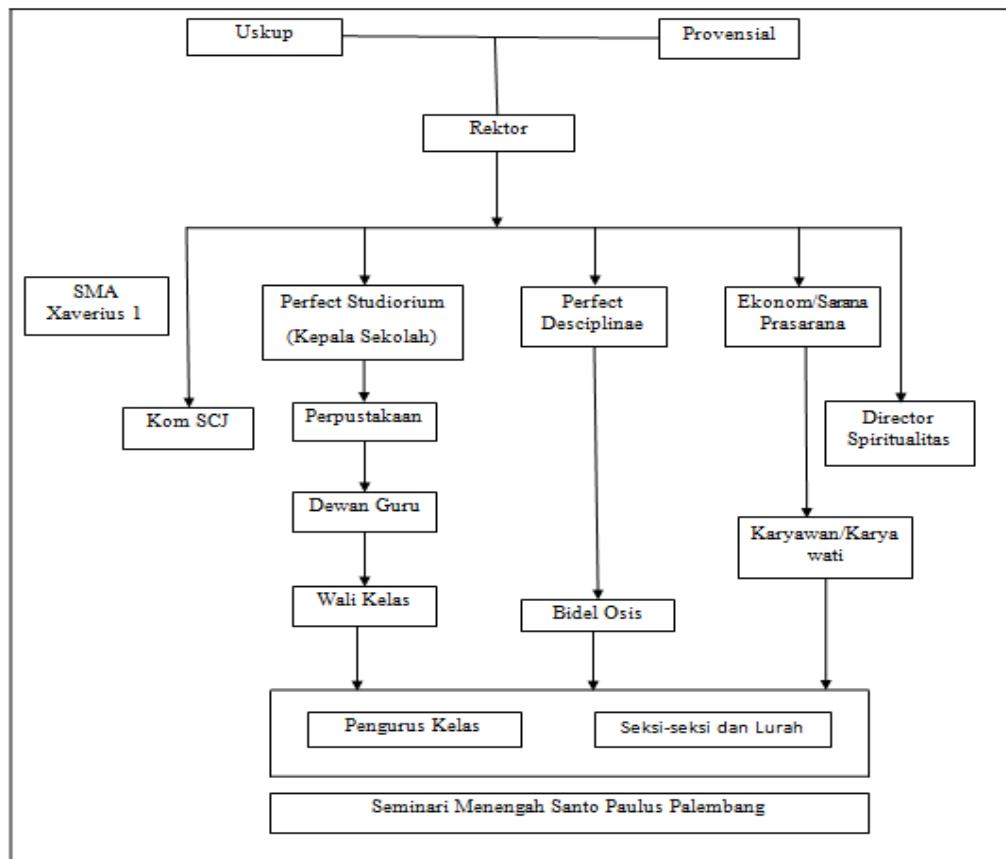 Uskup
Provensial
Rektor
SMA
Xaverius 1
Perfect Studiorium
(Kepala Sekolah)
Perfect
Desciplinae
Ekonom/Sarana
Prasarana
Kom SCJ
Perpustakaan
Director
Spiritualitas
Dewan Guru
Karyawan/Karya
wati
Wali Kelas
Bidel Osis
Pengurus Kelas
Seksi-seksi dan Lurah
Seminari Menengah Santo Paulus Palembang